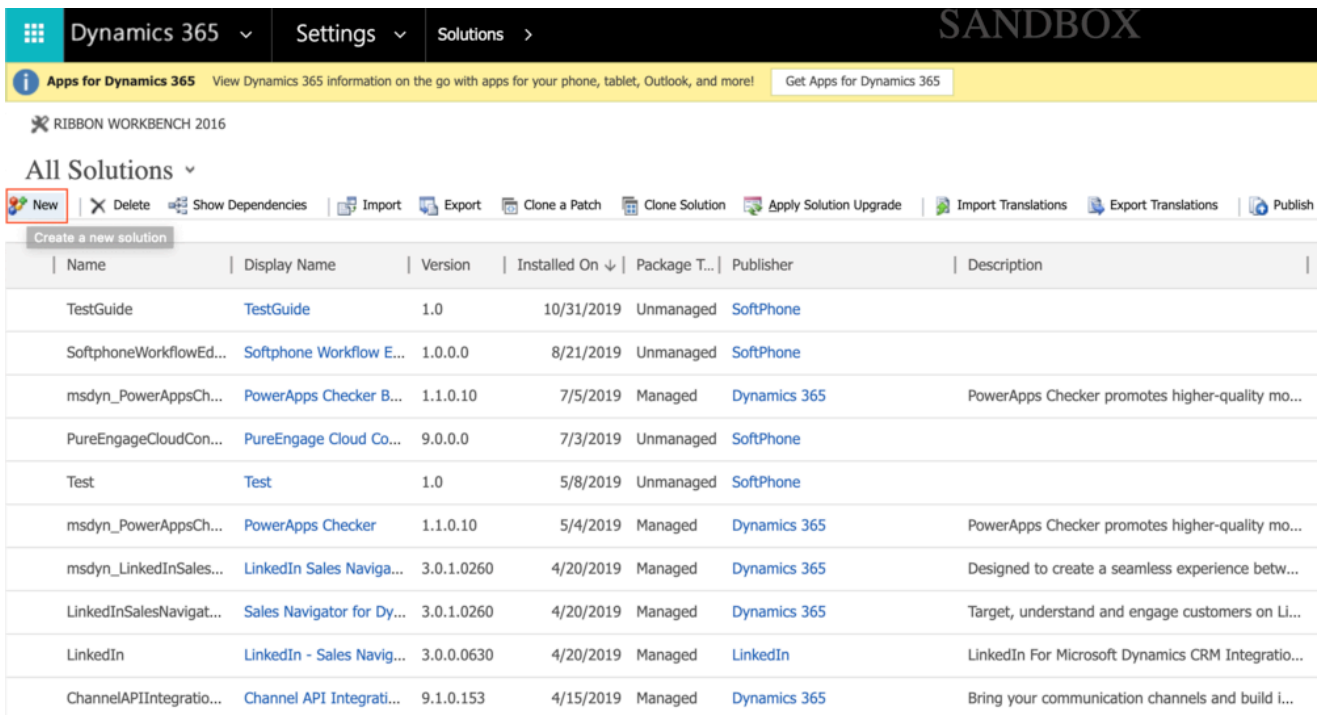 Dynamics 365 Settings Solutions SANDBOX
Apps for Dynamics 365 View Dynamics 365 information on the go with apps for your phone, tablet, Outlook, and more! Get Apps for Dynamics 365
RIBBON WORKBENCH 2016
All Solutions
New Delete Show Dependencies Import Export Clone a Patch Clone Solution Apply Solution Upgrade Import Translations Export Translations Publish
Create a new solution
Name Display Name Version Installed On ↓ Package T... Publisher Description
TestGuide TestGuide 1.0 10/31/2019 Unmanaged SoftPhone
SoftphoneWorkflowEd... Softphone Workflow E... 1.0.0.0 8/21/2019 Unmanaged SoftPhone
msdyn_PowerAppsCh... PowerApps Checker B... 1.1.0.10 7/5/2019 Managed Dynamics 365 PowerApps Checker promotes higher-quality mo...
PureEngageCloudCon... PureEngage Cloud Co... 9.0.0.0 7/3/2019 Unmanaged SoftPhone
Test Test 1.0 5/8/2019 Unmanaged SoftPhone
msdyn_PowerAppsCh... PowerApps Checker 1.1.0.10 5/4/2019 Managed Dynamics 365 PowerApps Checker promotes higher-quality mo...
msdyn_LinkedInSales... LinkedIn Sales Naviga... 3.0.1.0260 4/20/2019 Managed Dynamics 365 Designed to create a seamless experience betw...
LinkedInSalesNavigat... Sales Navigator for Dy... 3.0.1.0260 4/20/2019 Managed Dynamics 365 Target, understand and engage customers on Li...
LinkedIn LinkedIn - Sales Navig... 3.0.0.0630 4/20/2019 Managed LinkedIn LinkedIn For Microsoft Dynamics CRM Integratio...
ChannelAPIIntegratio... Channel API Integrati... 9.1.0.153 4/15/2019 Managed Dynamics 365 Bring your communication channels and build i...